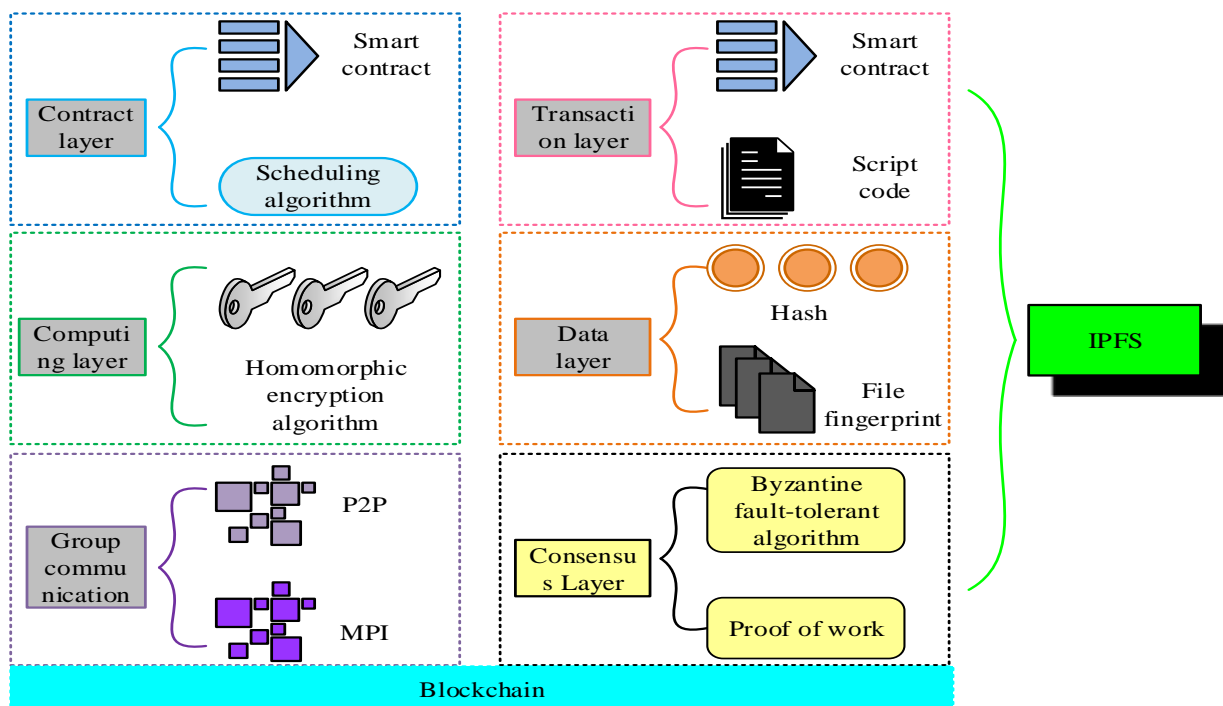 Smart
contract
Contract
layer
Scheduling
algorithm
Smart
contract
Transacti
on layer
Script
code
Computi
ng layer
Homomorphic
encryption
algorithm
Hash
Data
layer
File
fingerprint
IPFS
P2P
Group
commu
nication
MPI
Byzantine
fault-tolerant
algorithm
Consensu
s Layer
Proof of work
Blockchain